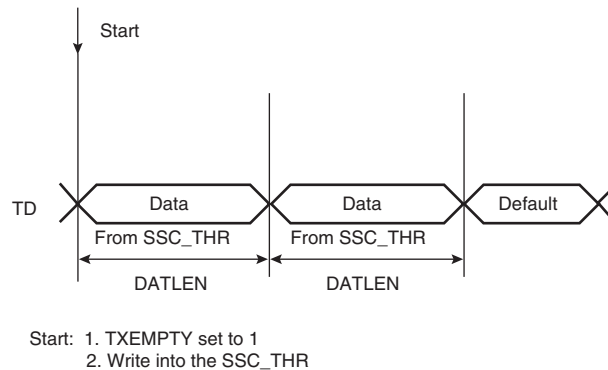 Start
TD
Data
Data
Default
From SSC_THR
From SSC_THR
DATLEN
DATLEN
Start: 1. TXEMPTY set to 1
2. Write into the SSC_THR